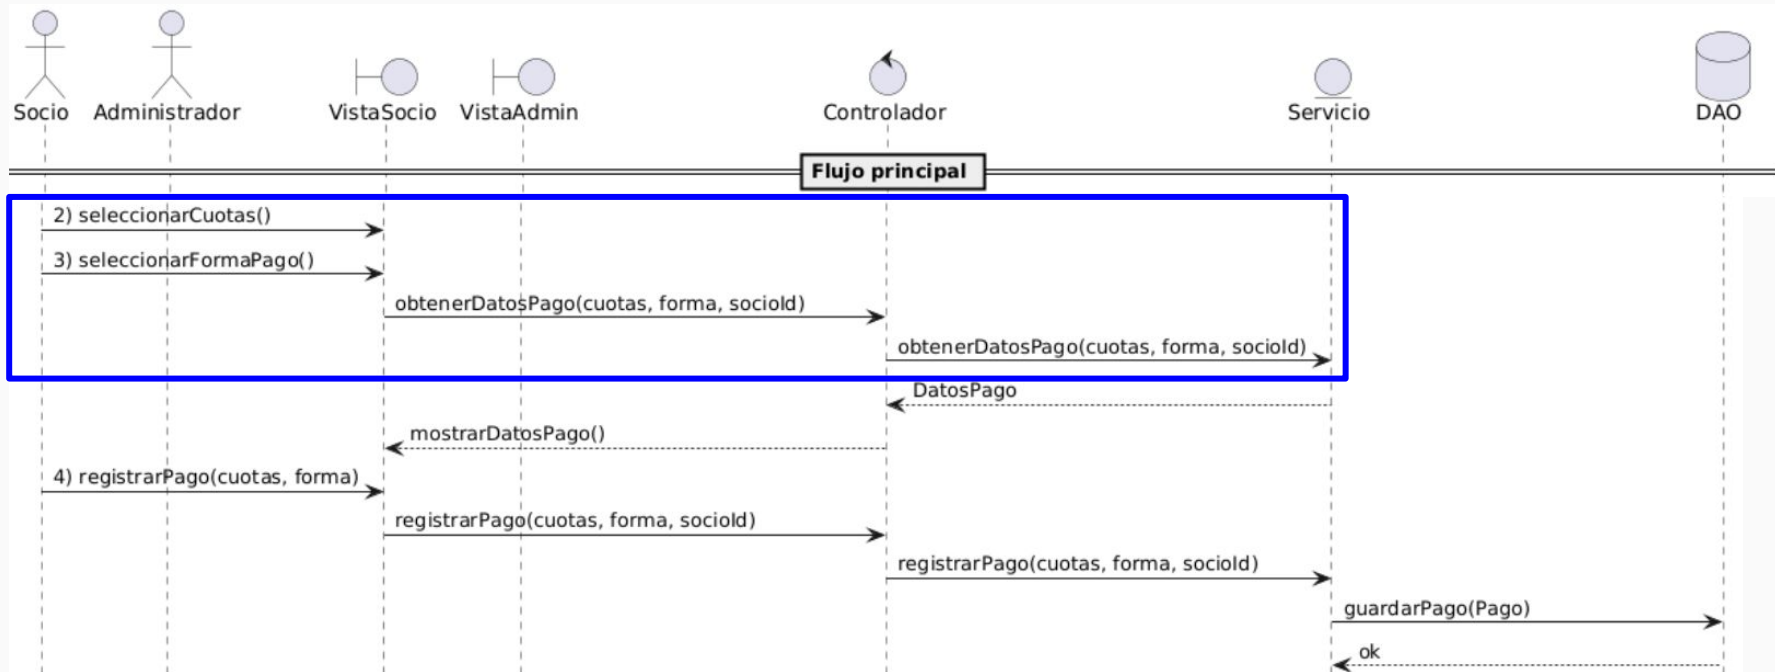 Socio
Administrador
VistaSocio
VistaAdmin
Controlador
Servicio
DAO
Flujo principal
2) seleccionarCuotas()
3) seleccionarFormaPago()
obtenerDatosPago(cuotas, forma, socioId)
obtenerDatosPago(cuotas, forma, socioId)
DatosPago
mostrarDatosPago()
4) registrarPago(cuotas, forma)
registrarPago(cuotas, forma, socioId)
registrarPago(cuotas, forma, socioId)
guardarPago(Pago)
ok